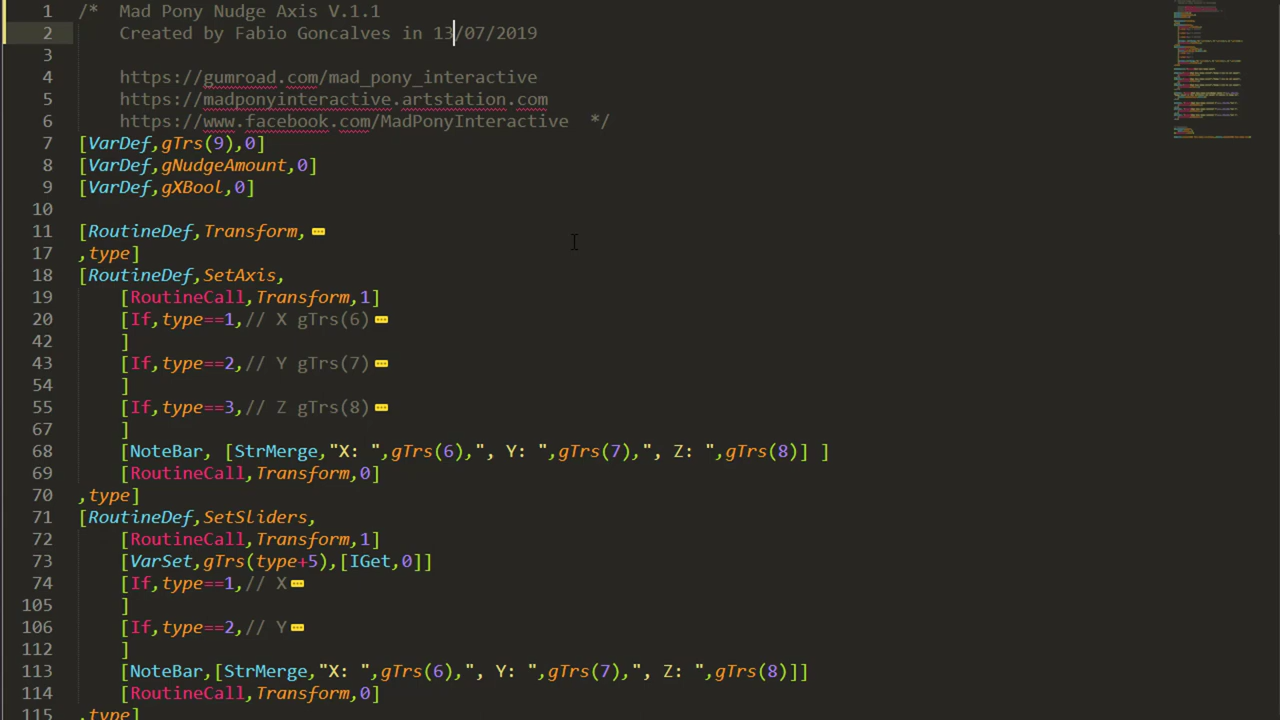 1 /* Mad Pony Nudge Axis V.1.1
2 Created by Fabio Goncalves in 13/07/2019
3
4 https://gumroad.com/mad_pony_interactive
5 https://madponyinteractive.artstation.com
6 https://www.facebook.com/MadPonyInteractive */
7 [VarDef,gTrs(9),0]
8 [VarDef,gNudgeAmount,0]
9 [VarDef,gXBool,0]
10
11 [RoutineDef,Transform,
17 ,type]
18 [RoutineDef,SetAxis,
19 [RoutineCall,Transform,1]
20 [If,type==1,// X gTrs(6)
42 ]
43 [If,type==2,// Y gTrs(7)
54 ]
55 [If,type==3,// Z gTrs(8)
67 ]
68 [NoteBar, [StrMerge,"X: ",gTrs(6),", Y: ",gTrs(7),", Z: ",gTrs(8)] ]
69 [RoutineCall,Transform,0]
70 ,type]
71 [RoutineDef,SetSliders,
72 [RoutineCall,Transform,1]
73 [VarSet,gTrs(type+5),[IGet,0]]
74 [If,type==1,// X
105 ]
106 [If,type==2,// Y
112 ]
113 [NoteBar,[StrMerge,"X: ",gTrs(6),", Y: ",gTrs(7),", Z: ",gTrs(8)]]
114 [RoutineCall,Transform,0]
115 ,type]